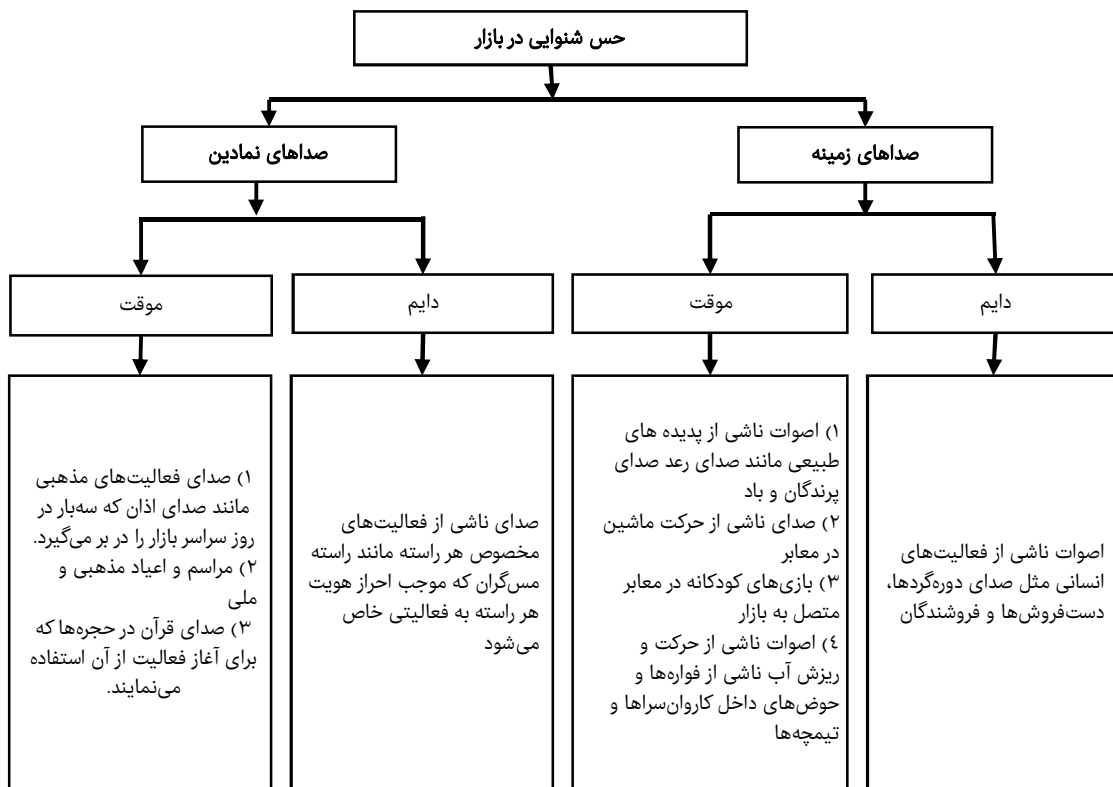 حس شنوایی در بازار
صداهای زمینه
صداهای نمادین
دایم
موقت
دایم
موقت
اصوات ناشی از فعالیت‌های
انسانی مثل صدای دوره‌گردها،
دست‌فروش‌ها و فروشندگان
۱) اصوات ناشی از پدیده های
طبیعی مانند صدای رعد صدای
پرندگان و باد
۲) صدای ناشی از حرکت ماشین
در معابر
۳) بازی‌های کودکانه در معابر
متصل به بازار
٤) اصوات ناشی از حرکت و
ریزش آب ناشی از فواره‌ها و
حوض‌های داخل کاروان‌سراها و
تیمچه‌ها
صدای ناشی از فعالیت‌های
مخصوص هر راسته مانند راسته
مس‌گران که موجب احراز هویت
هر راسته به فعالیتی خاص
می‌شود
۱) صدای فعالیت‌های مذهبی
مانند صدای اذان که سه‌بار در
روز سراسر بازار را در بر می‌گیرد.
۲) مراسم و اعیاد مذهبی و
ملی
۳) صدای قرآن در حجره‌ها که
برای آغاز فعالیت از آن استفاده
می‌نمایند.